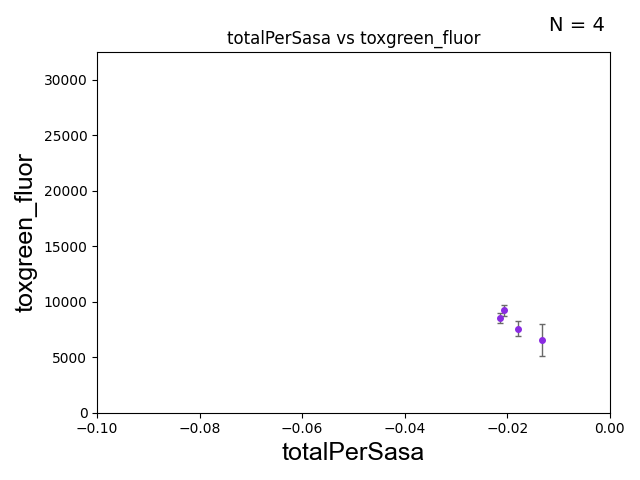 N = 4
totalPerSasa vs toxgreen_fluor
30000
25000
20000
15000
10000
5000
0
toxgreen_fluor
−0.10 −0.08 −0.06 −0.04 −0.02 0.00
totalPerSasa